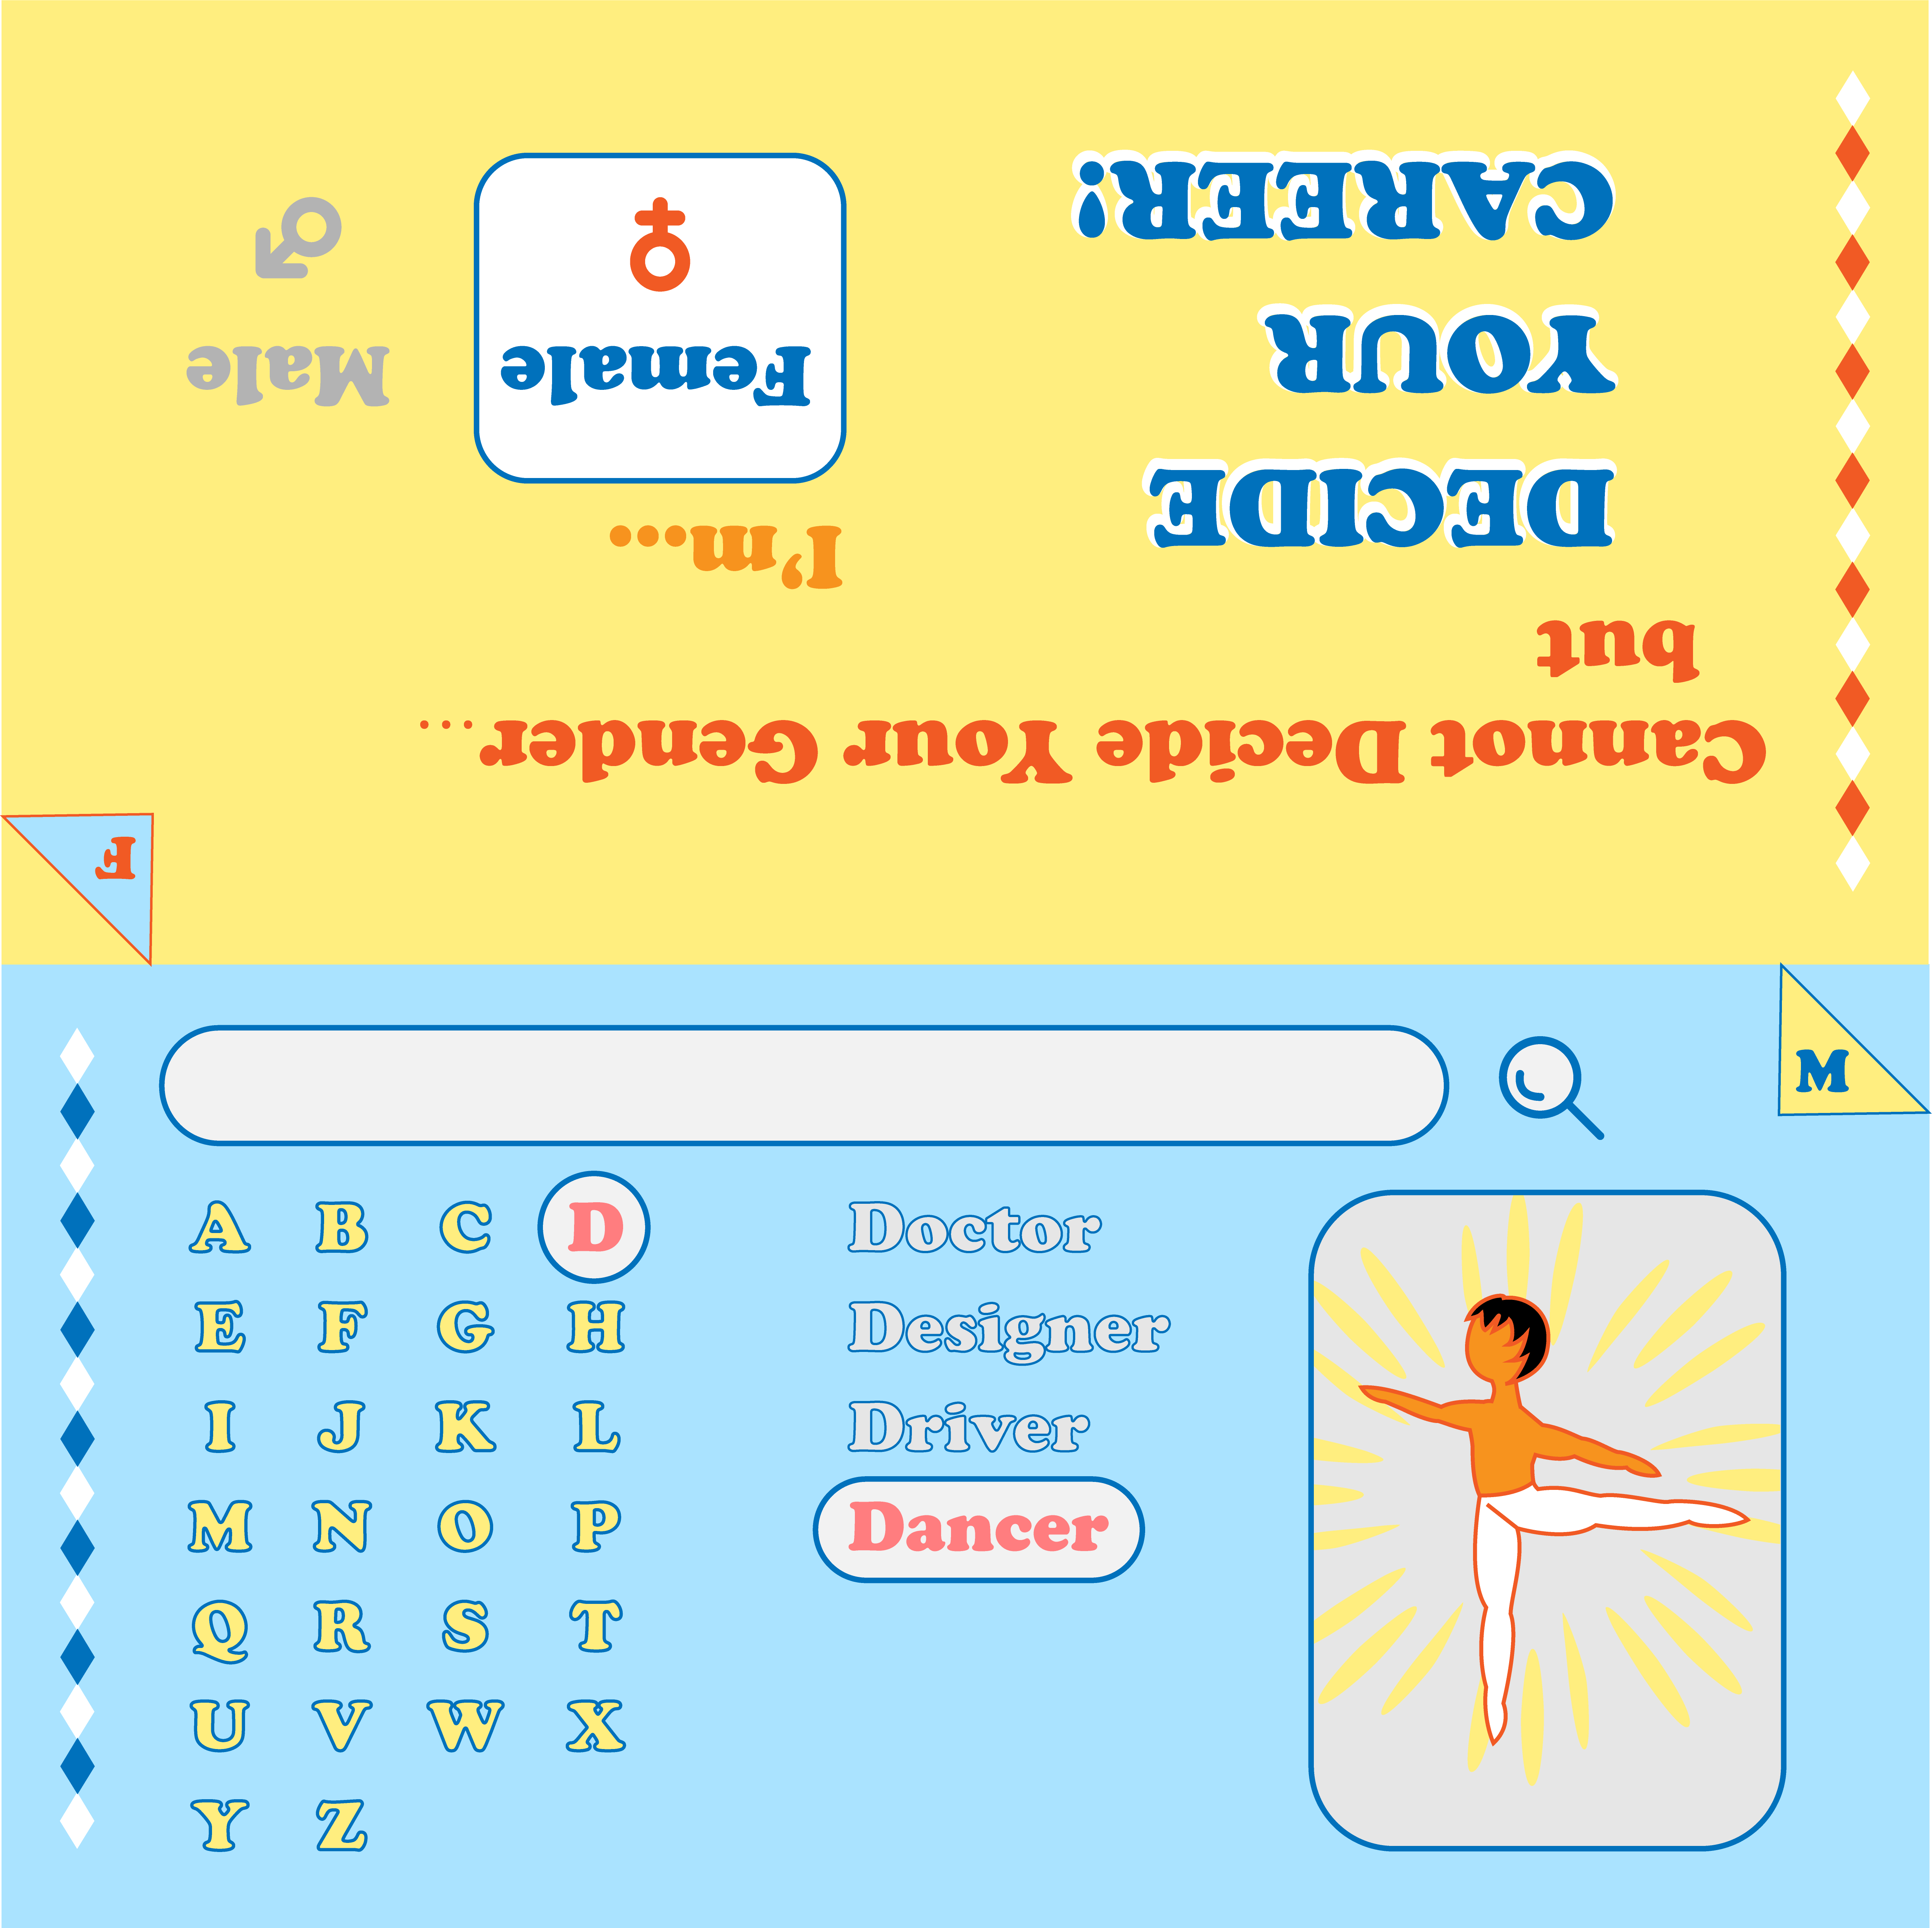 Cannot Decide Your Gender...
but
DECIDE
YOUR
CAREER!
I'm...
Female
Male
F
M
A B C D
E F G H
I J K L
M N O P
Q R S T
U V W X
Y Z
Doctor
Designer
Driver
Dancer